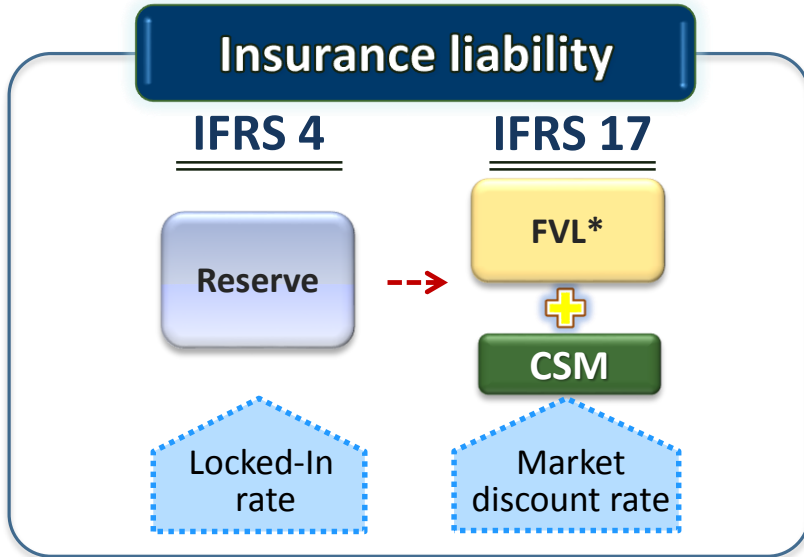 Insurance liability
IFRS 4
IFRS 17
Reserve
FVL*
CSM
Locked-In
rate
Market
discount rate